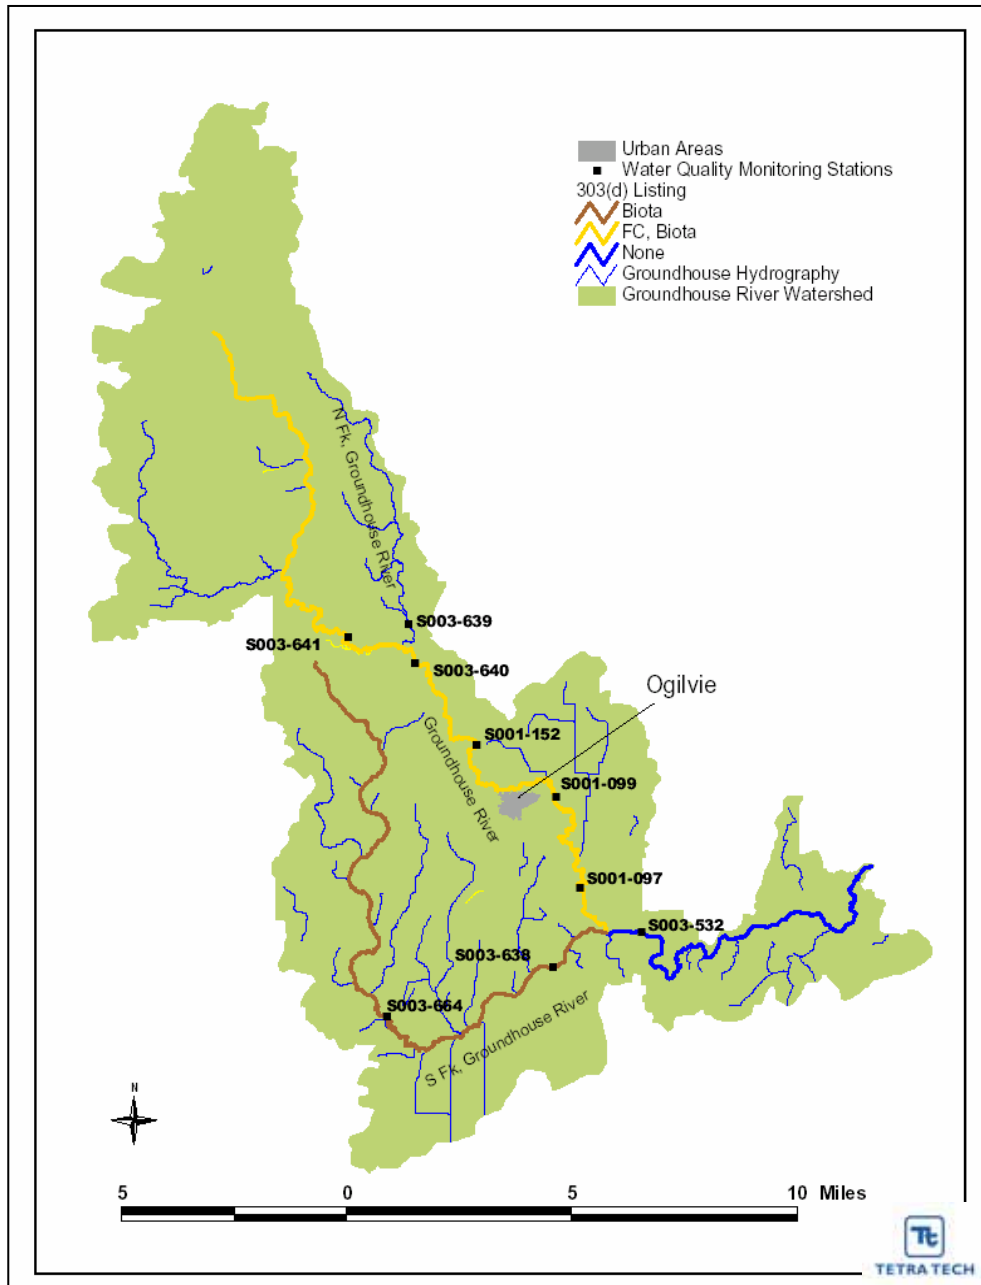 Urban Areas
Water Quality Monitoring Stations
303(d) Listing
Biota
FC, Biota
None
Groundhouse Hydrography
Groundhouse River Watershed
N Fk, Groundhouse River
S003-639
S003-641
S003-640
Ogilvie
Groundhouse River
S001-152
S001-099
S001-097
S003-532
S003-638
S003-664
S Fk, Groundhouse River
N
5 0 5 10 Miles
Tt
TETRA TECH